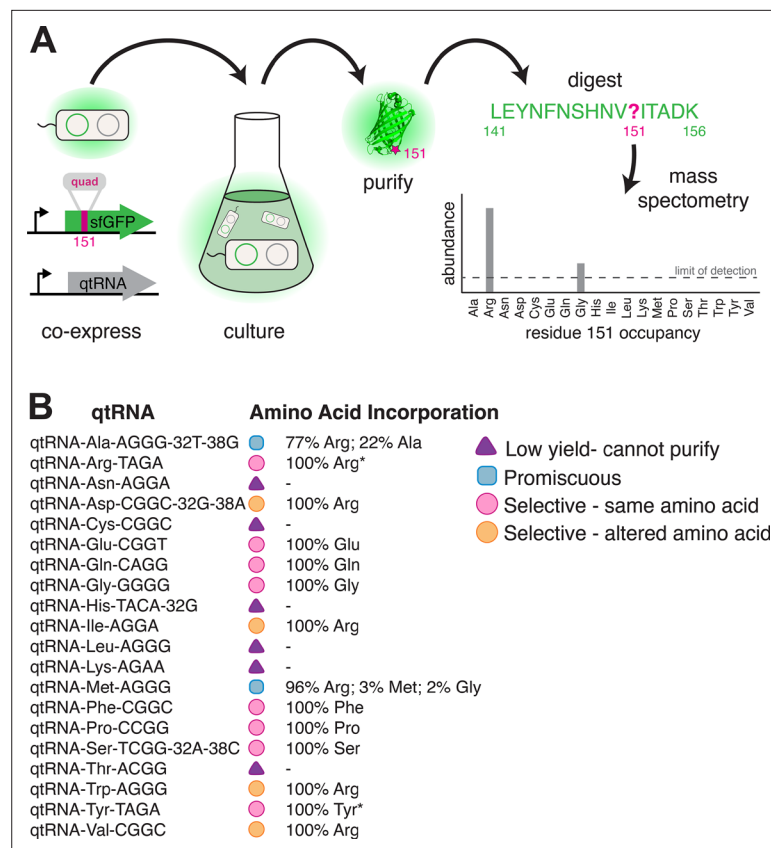 A
digest
LEYNFNSHNV?ITADK
141 151 156
151
purify
quad
sfGFP
151
qtRNA
co-express
culture
mass
spectometry
abundance
limit of detection
Ala Arg Asn Asp Cys Glu Gln Gly His Ile Leu Lys Met Pro Ser Thr Trp Tyr Val
residue 151 occupancy
B qtRNA Amino Acid Incorporation
qtRNA-Ala-AGGG-32T-38G 77% Arg; 22% Ala
qtRNA-Arg-TAGA 100% Arg*
qtRNA-Asn-AGGA -
qtRNA-Asp-CGGC-32G-38A 100% Arg
qtRNA-Cys-CGGC -
qtRNA-Glu-CGGT 100% Glu
qtRNA-Gln-CAGG 100% Gln
qtRNA-Gly-GGGG 100% Gly
qtRNA-His-TACA-32G -
qtRNA-Ile-AGGA 100% Arg
qtRNA-Leu-AGGG -
qtRNA-Lys-AGAA -
qtRNA-Met-AGGG 96% Arg; 3% Met; 2% Gly
qtRNA-Phe-CGGC 100% Phe
qtRNA-Pro-CCGG 100% Pro
qtRNA-Ser-TCGG-32A-38C 100% Ser
qtRNA-Thr-ACGG -
qtRNA-Trp-AGGG 100% Arg
qtRNA-Tyr-TAGA 100% Tyr*
qtRNA-Val-CGGC 100% Arg
Low yield- cannot purify
Promiscuous
Selective - same amino acid
Selective - altered amino acid